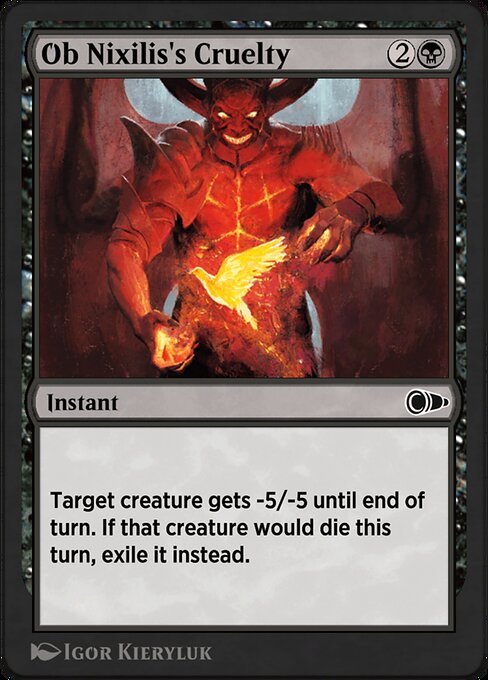 Ob Nixilis's Cruelty 2
Instant
Target creature gets -5/-5 until end of
turn. If that creature would die this
turn, exile it instead.
Igor Kieryluk